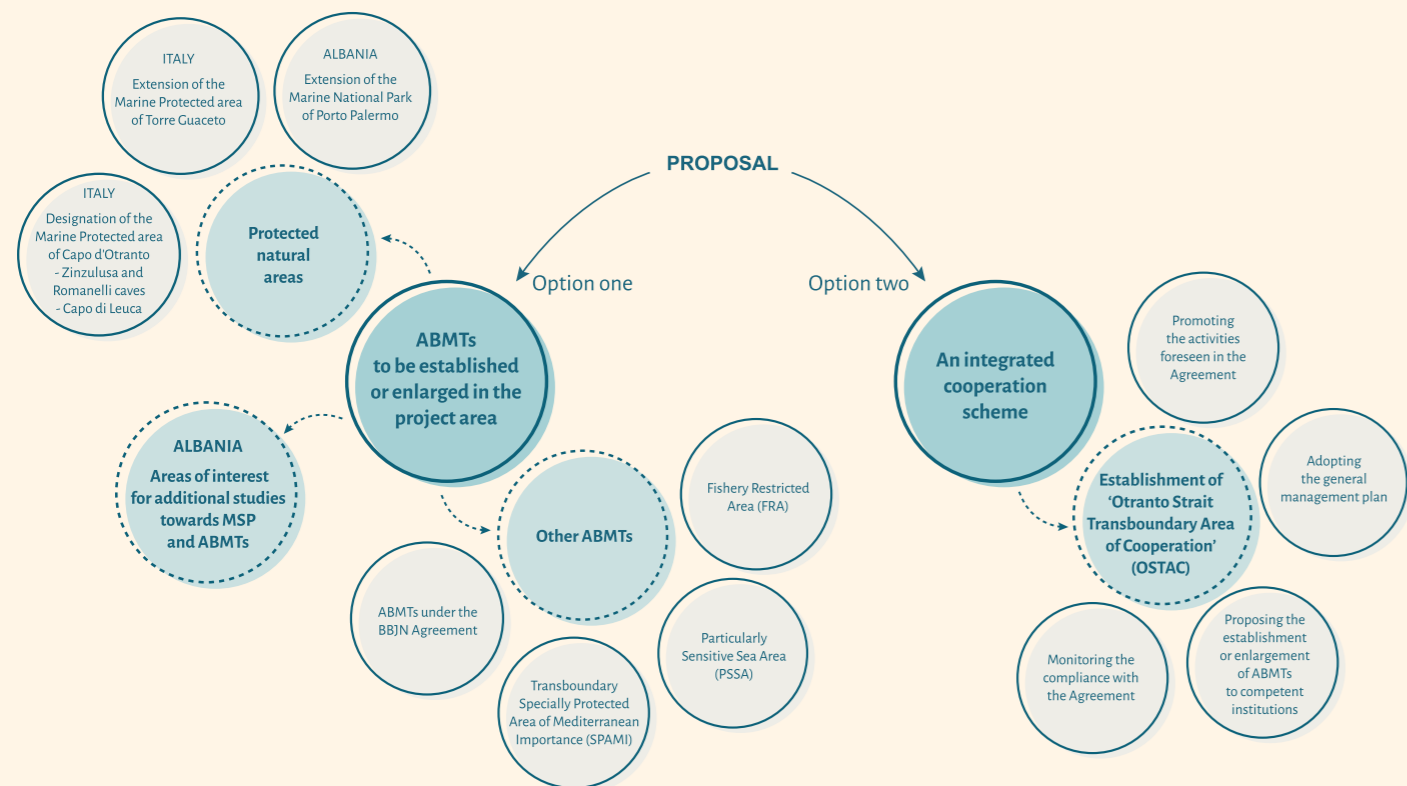 PROPOSAL
Option one
Option two
ABMTs
to be established
or enlarged in the
project area
Protected
natural
areas
ITALY
Extension of the
Marine Protected area
of Torre Guaceto
ALBANIA
Extension of the
Marine National Park
of Porto Palermo
ITALY
Designation of the
Marine Protected area
of Capo d'Otranto
- Zinzulusa and
Romanelli caves
- Capo di Leuca
ALBANIA
Areas of interest
for additional studies
towards MSP
and ABMTs
Other ABMTs
Fishery Restricted
Area (FRA)
Particularly
Sensitive Sea Area
(PSSA)
Transboundary
Specially Protected
Area of Mediterranean
Importance (SPAMI)
ABMTs under the
BBJN Agreement
An integrated
cooperation
scheme
Establishment of
‘Otranto Strait
Transboundary Area
of Cooperation’
(OSTAC)
Promoting
the activities
foreseen in the
Agreement
Adopting
the general
management plan
Proposing the
establishment
or enlargement
of ABMTs
to competent
institutions
Monitoring the
compliance with
the Agreement